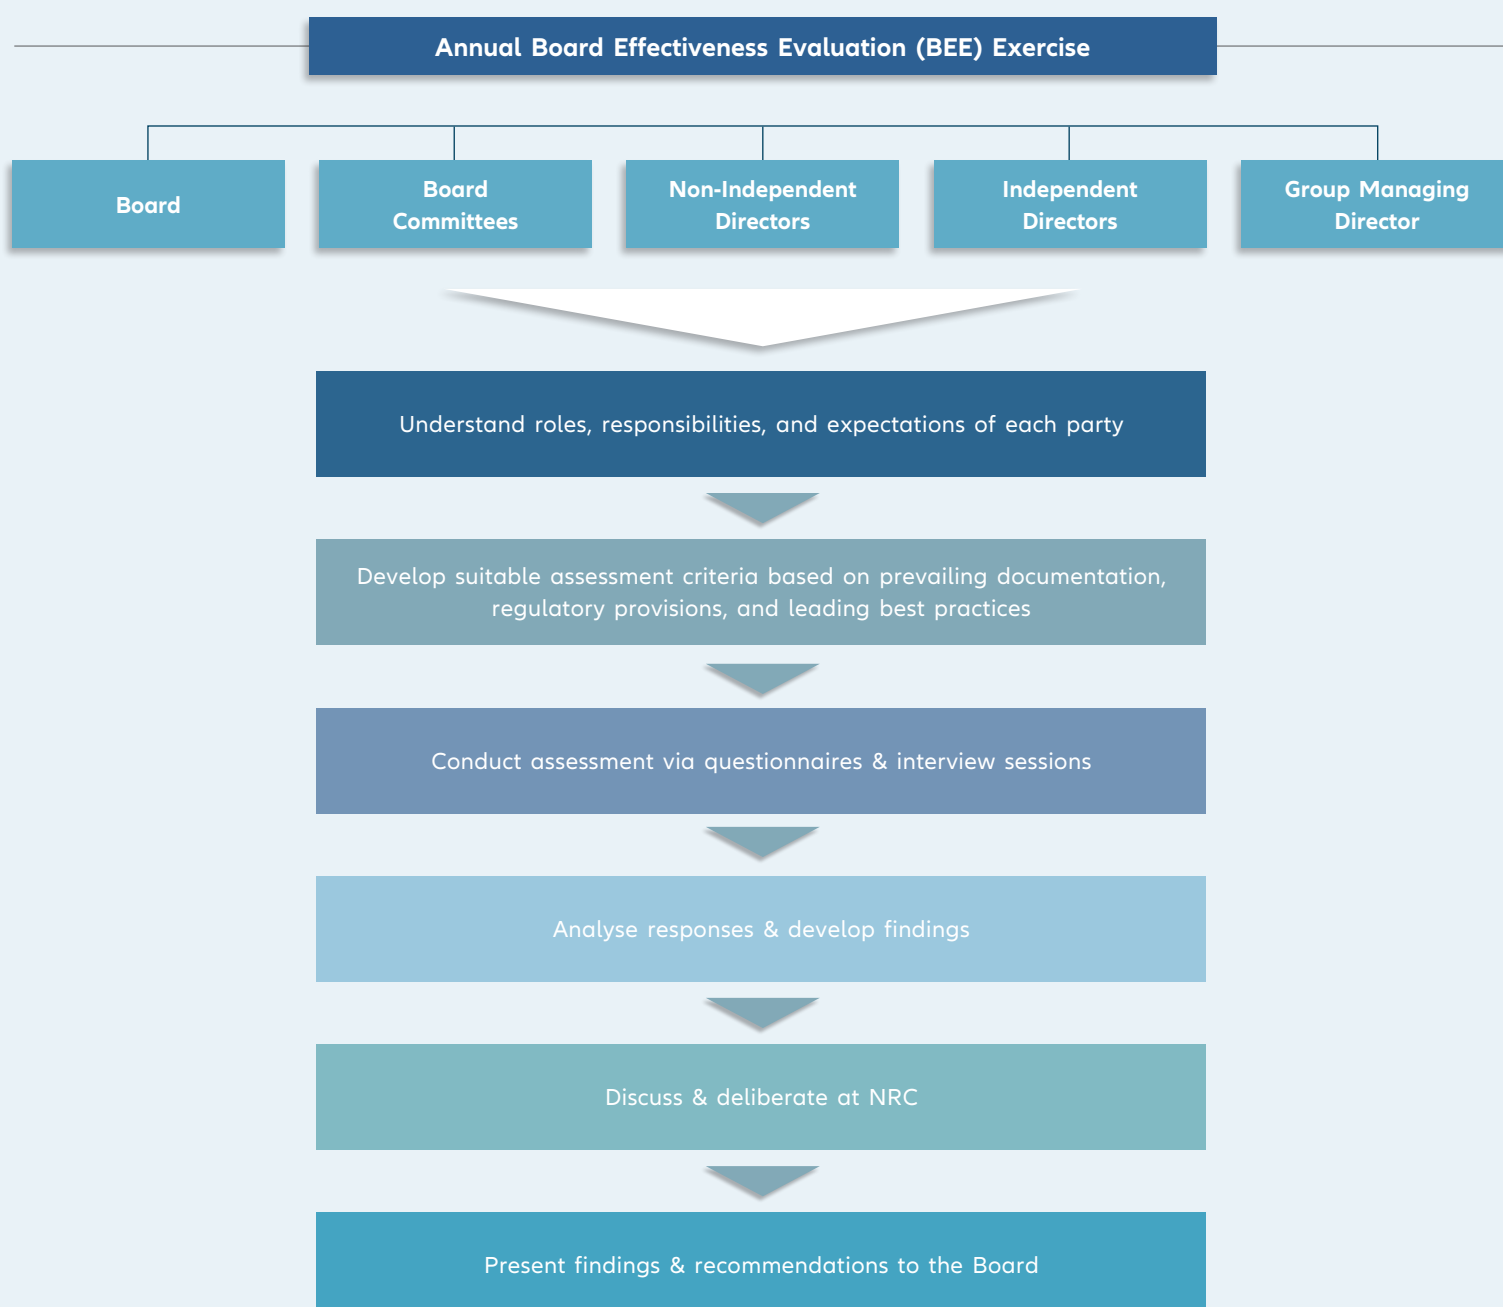 Annual Board Effectiveness Evaluation (BEE) Exercise
Board
Board
Committees
Non-Independent
Directors
Independent
Directors
Group Managing
Director
Understand roles, responsibilities, and expectations of each party
Develop suitable assessment criteria based on prevailing documentation,
regulatory provisions, and leading best practices
Conduct assessment via questionnaires & interview sessions
Analyse responses & develop findings
Discuss & deliberate at NRC
Present findings & recommendations to the Board